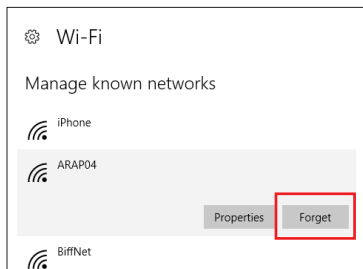 Wi-Fi
Manage known networks
iPhone
ARAP04
Properties Forget
BiffNet